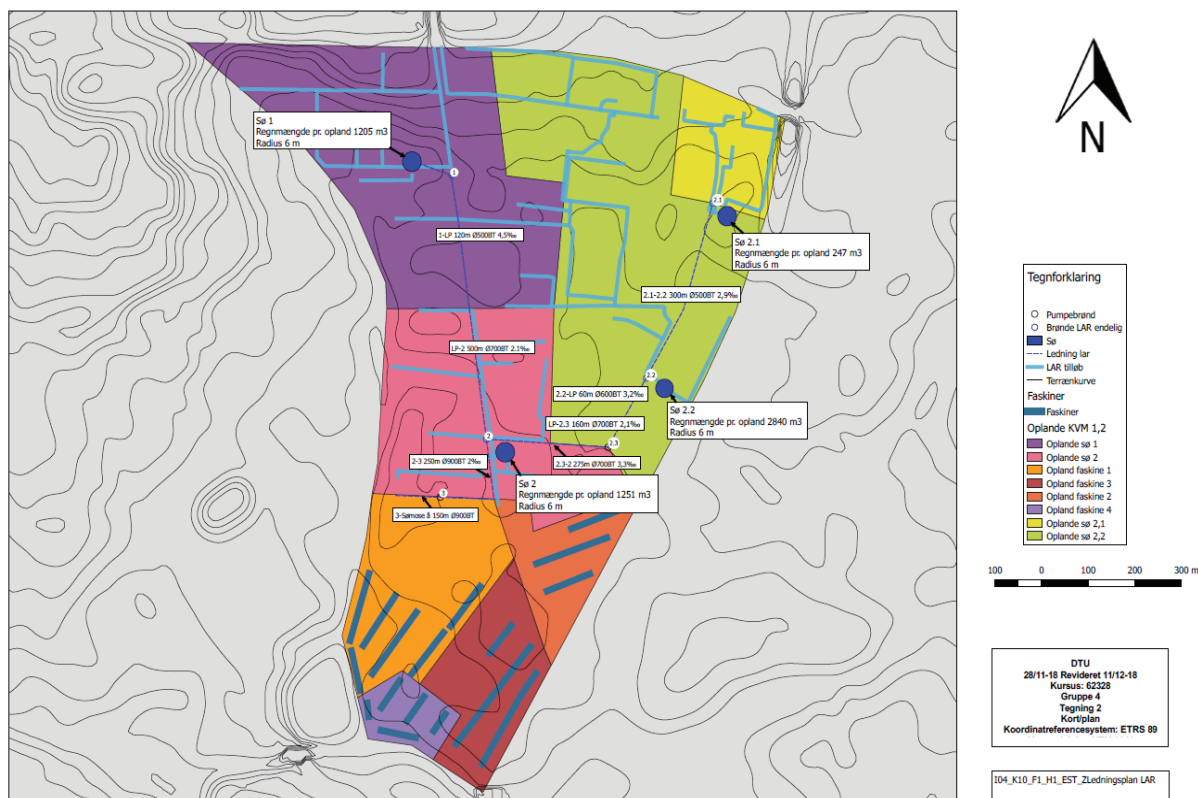 Sø 1
Regnmængde pr. opland 1205 m3
Radius 6 m
1
1-LP 120m Ø500BT 4,5‰
2.1
Sø 2.1
Regnmængde pr. opland 247 m3
Radius 6 m
2.1-2.2 300m Ø500BT 2,9‰
LP-2 500m Ø700BT 2.1‰
2.2
2.2-LP 60m Ø600BT 3,2‰
Sø 2.2
Regnmængde pr. opland 2840 m3
Radius 6 m
LP-2.3 160m Ø700BT 2,1‰
2
2.3
2-3 250m Ø900BT 2‰
2.3-2 275m Ø700BT 3,3‰
Sø 2
Regnmængde pr. opland 1251 m3
Radius 6 m
3
3-Sømose å 150m Ø900BT
N
Tegnforklaring
Pumpebrønd
Brønde LAR endelig
Sø
Ledning lar
LAR tilløb
Terrænkurve
Faskiner
Faskiner
Oplande KVM 1,2
Oplande sø 1
Oplande sø 2
Opland faskine 1
Opland faskine 3
Opland faskine 2
Opland faskine 4
Oplande sø 2,1
Oplande sø 2,2
100 0 100 200 300 m
DTU
28/11-18 Revideret 11/12-18
Kursus: 62328
Gruppe 4
Tegning 2
Kort/plan
Koordinatreferencesystem: ETRS 89
I04_K10_F1_H1_EST_ZLedningsplan LAR